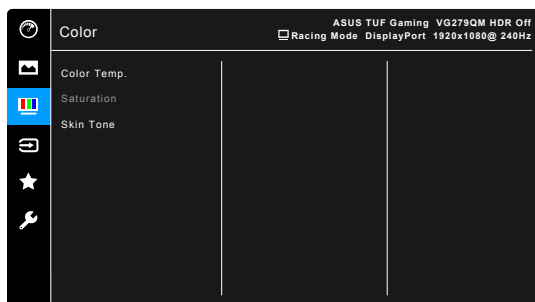 Color
ASUS TUF Gaming VG279QM HDR Off
Racing Mode DisplayPort 1920x1080@ 240Hz
Color Temp.
Saturation
Skin Tone